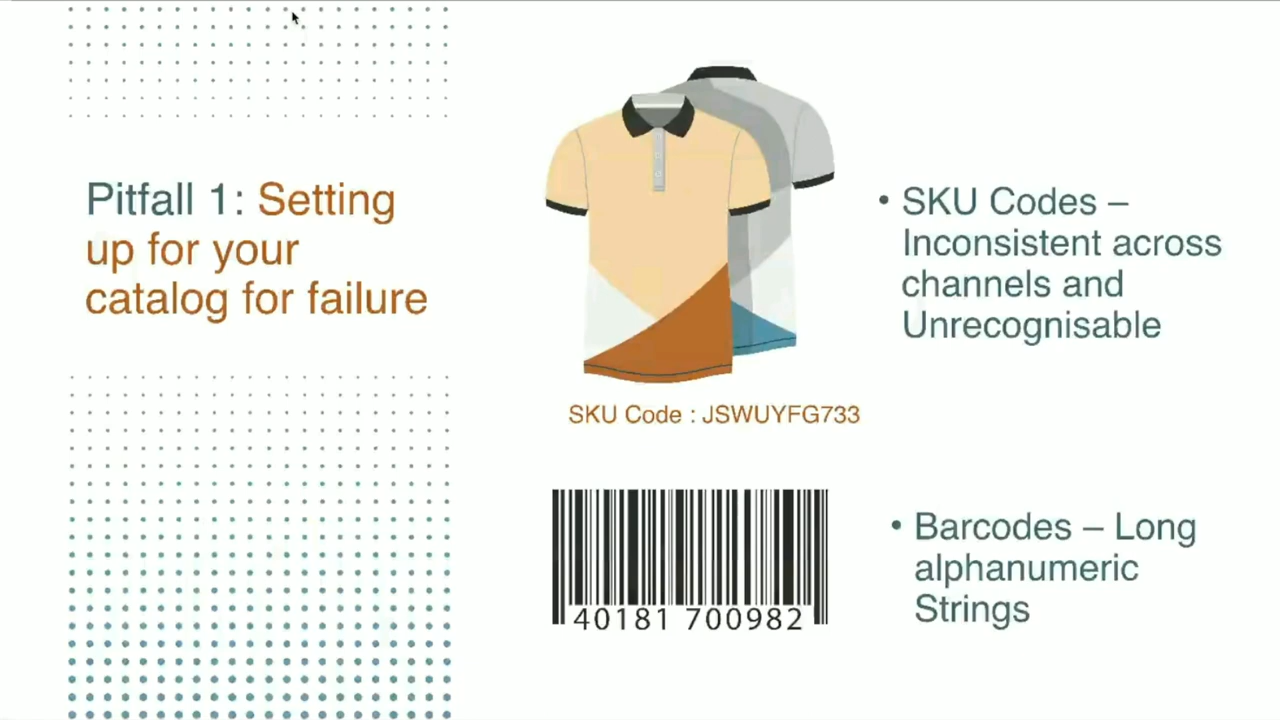 Pitfall 1: Setting
up for your
catalog for failure
SKU Code : JSWUYFG733
• SKU Codes –
Inconsistent across
channels and
Unrecognisable
40181 700982
• Barcodes – Long
alphanumeric
Strings